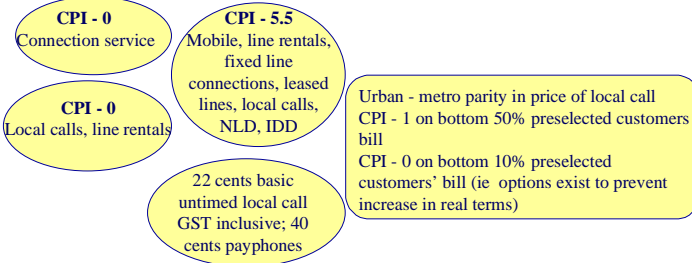 CPI - 0
Connection service
CPI - 5.5
Mobile, line rentals,
fixed line
connections, leased
lines, local calls,
NLD, IDD
CPI - 0
Local calls, line rentals
Urban - metro parity in price of local call
CPI - 1 on bottom 50% preselected customers
bill
CPI - 0 on bottom 10% preselected
customers’ bill (ie options exist to prevent
increase in real terms)
22 cents basic
untimed local call
GST inclusive; 40
cents payphones